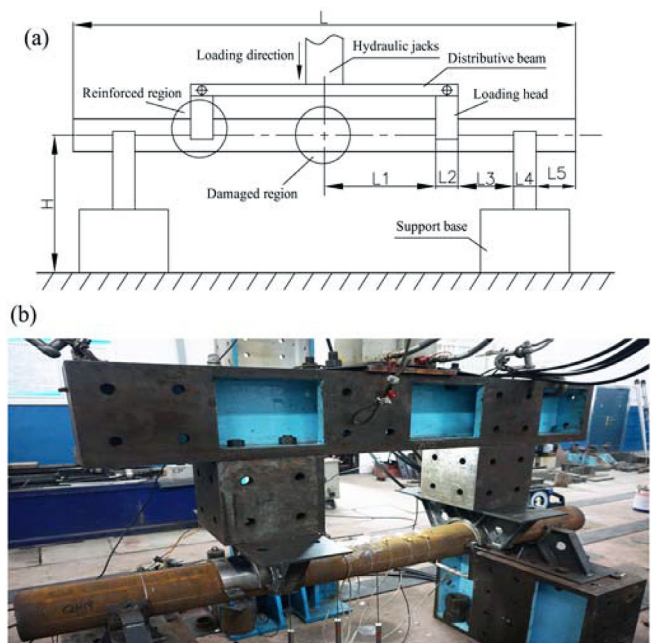 (a)
L
Loading direction
Hydraulic jacks
Distributive beam
Reinforced region
Loading head
Damaged region
L1
L2
L3
L4
L5
H
Support base
(b)